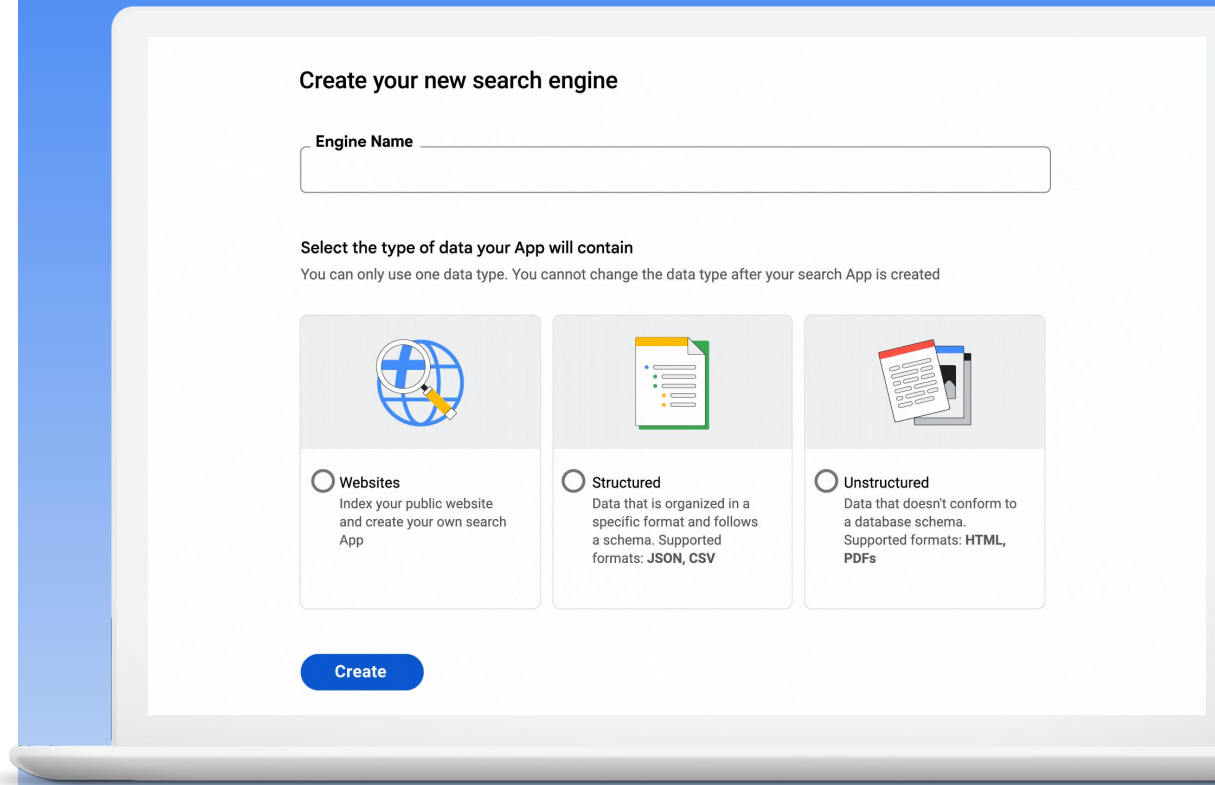 Create your new search engine
Engine Name
Select the type of data your App will contain
You can only use one data type. You cannot change the data type after your search App is created
Websites
Index your public website
and create your own search
App
Structured
Data that is organized in a
specific format and follows
a schema. Supported
formats: JSON, CSV
Unstructured
Data that doesn't conform to
a database schema.
Supported formats: HTML,
PDFs
Create